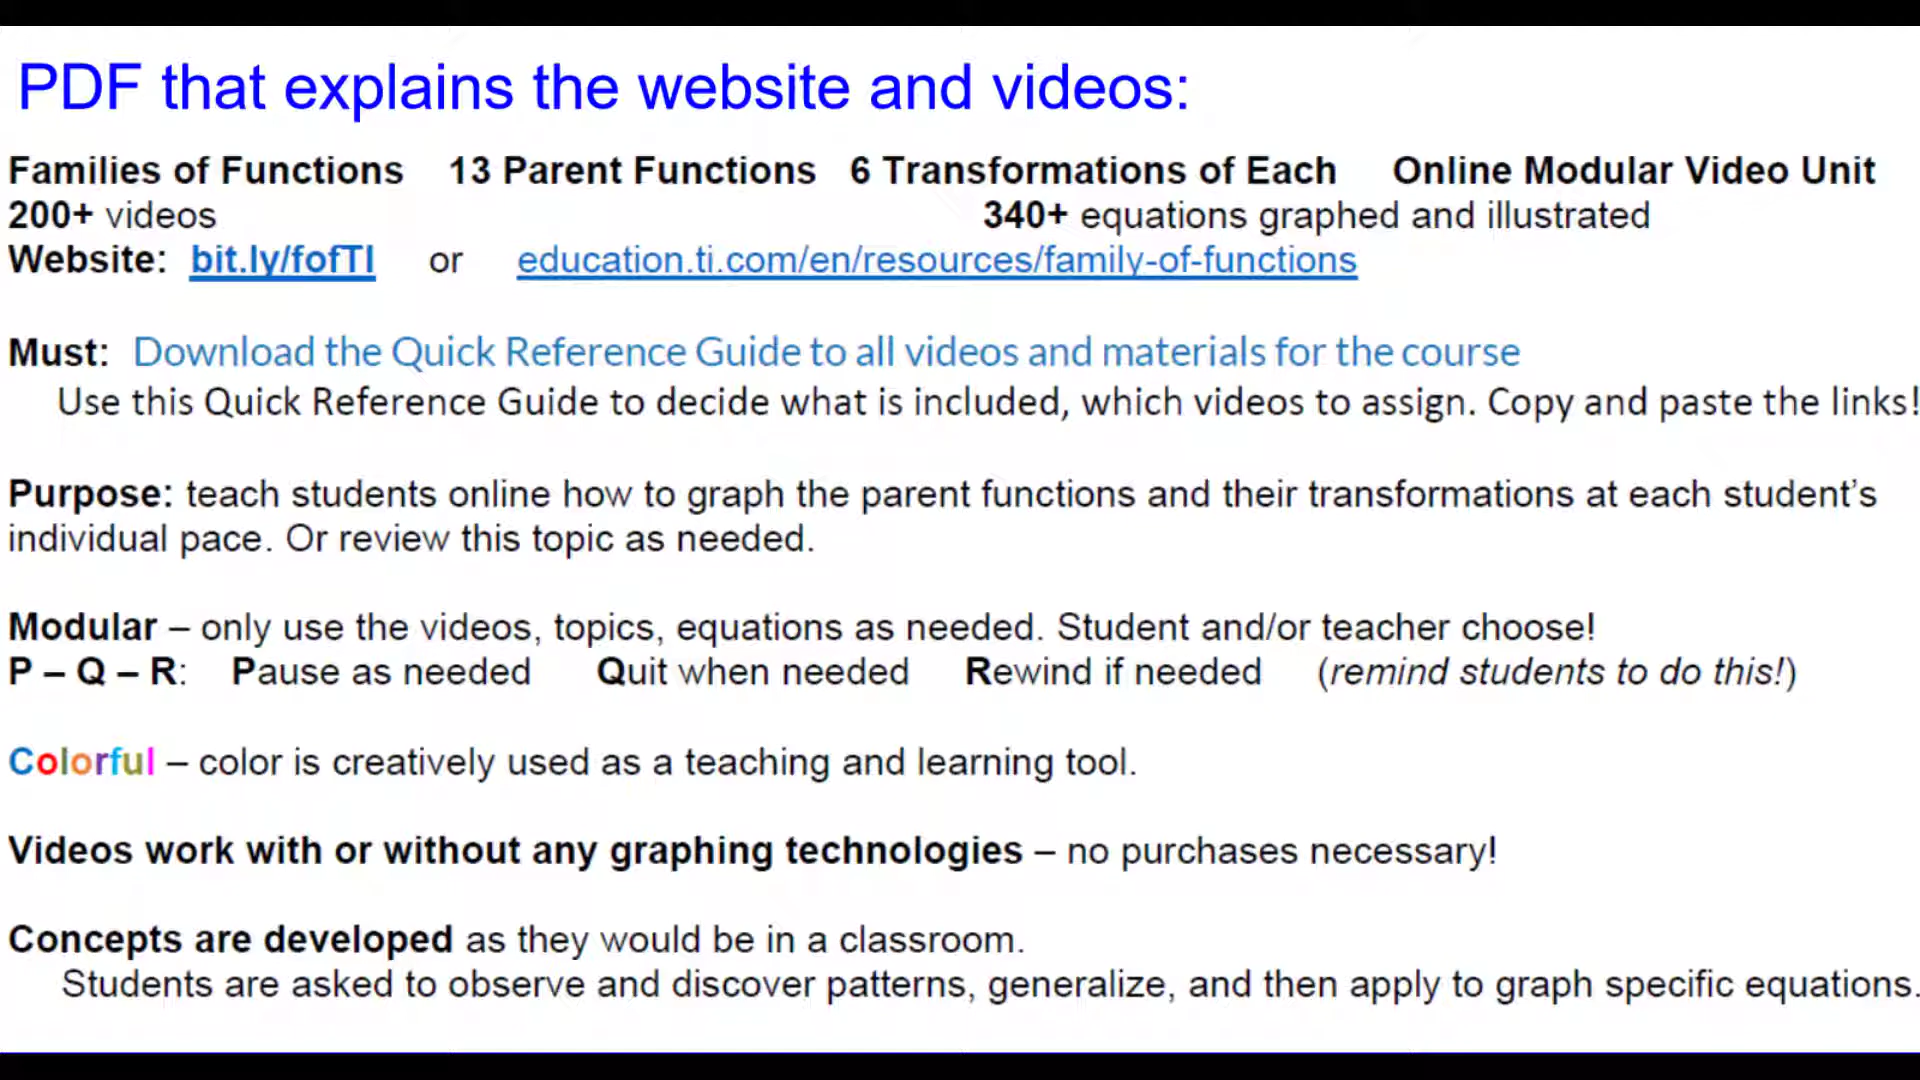 PDF that explains the website and videos:
Families of Functions 13 Parent Functions 6 Transformations of Each Online Modular Video Unit
200+ videos 340+ equations graphed and illustrated
Website: bit.ly/fofTI or education.ti.com/en/resources/family-of-functions
Must: Download the Quick Reference Guide to all videos and materials for the course
Use this Quick Reference Guide to decide what is included, which videos to assign. Copy and paste the links!
Purpose: teach students online how to graph the parent functions and their transformations at each student’s
individual pace. Or review this topic as needed.
Modular – only use the videos, topics, equations as needed. Student and/or teacher choose!
P – Q – R: Pause as needed Quit when needed Rewind if needed (remind students to do this!)
Colorful – color is creatively used as a teaching and learning tool.
Videos work with or without any graphing technologies – no purchases necessary!
Concepts are developed as they would be in a classroom.
Students are asked to observe and discover patterns, generalize, and then apply to graph specific equations.